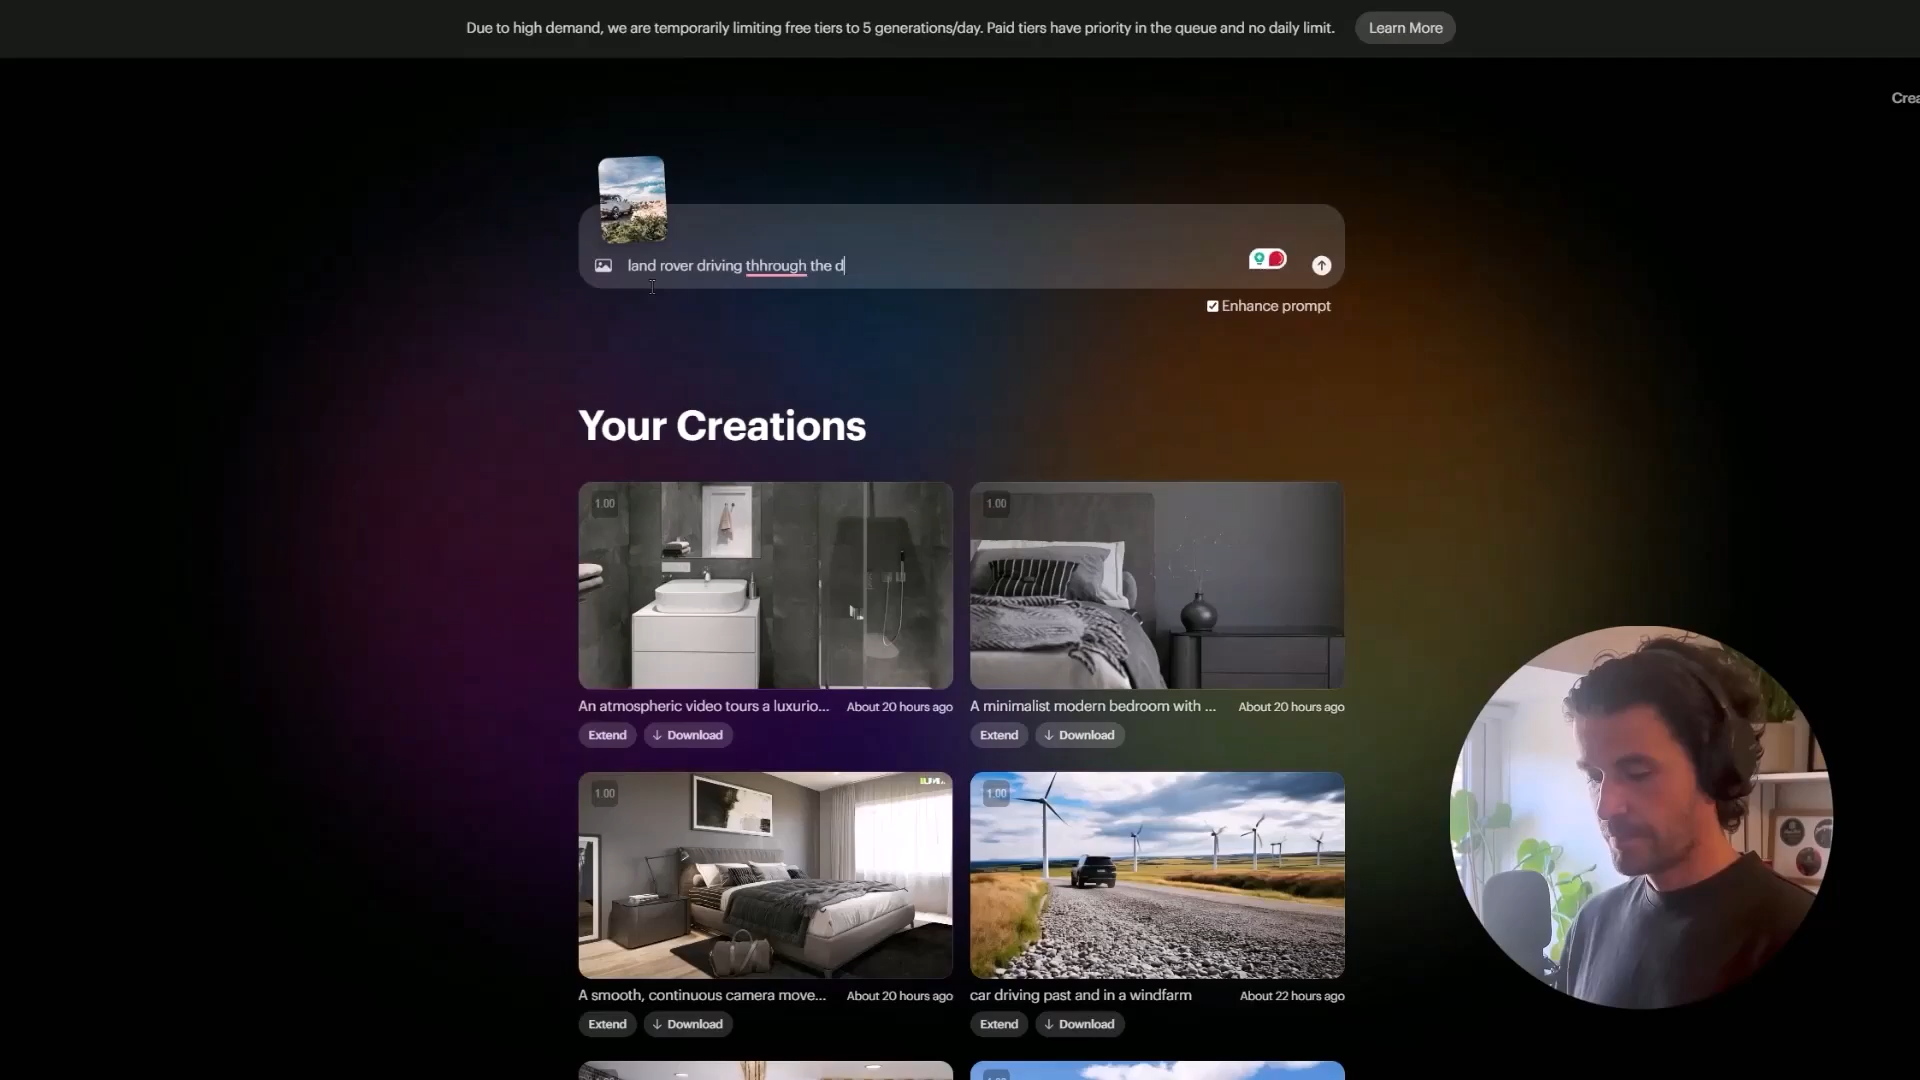 Due to high demand, we are temporarily limiting free tiers to 5 generations/day. Paid tiers have priority in the queue and no daily limit.
Learn More
Crea
land rover driving thhrough the d
Enhance prompt
Your Creations
1.00
1.00
An atmospheric video tours a luxurio...
About 20 hours ago
A minimalist modern bedroom with ...
About 20 hours ago
Extend
Download
Extend
Download
1.00
1.00
A smooth, continuous camera move...
About 20 hours ago
car driving past and in a windfarm
About 22 hours ago
Extend
Download
Extend
Download